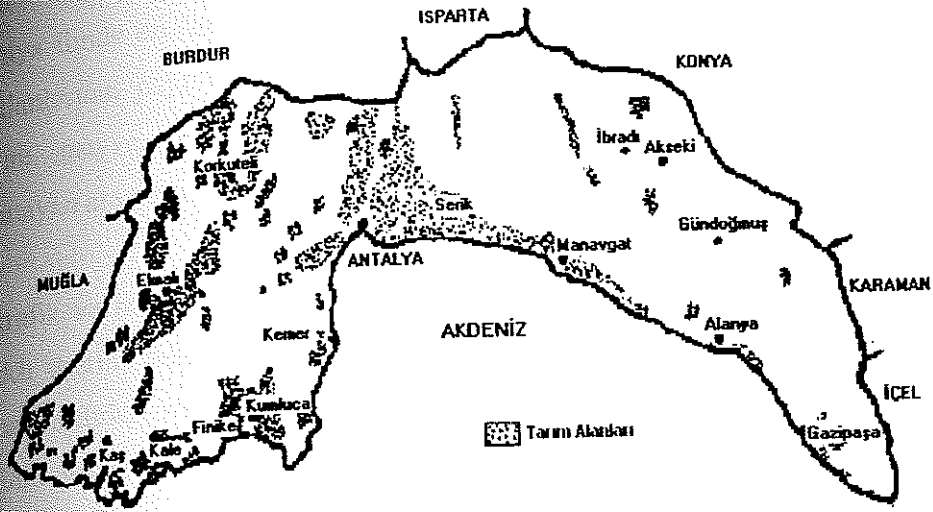 ISPARTA
BURDUR
KONYA
İbradı
Akseki
Korkuteli
Serik
Gündoğmuş
Manavgat
ANTALYA
MUĞLA
Elmalı
KARAMAN
Kemer
AKDENİZ
Alanya
İÇEL
Kumluca
Finike
Tarım Alanları
Gazipaşa
Kaş
Kale